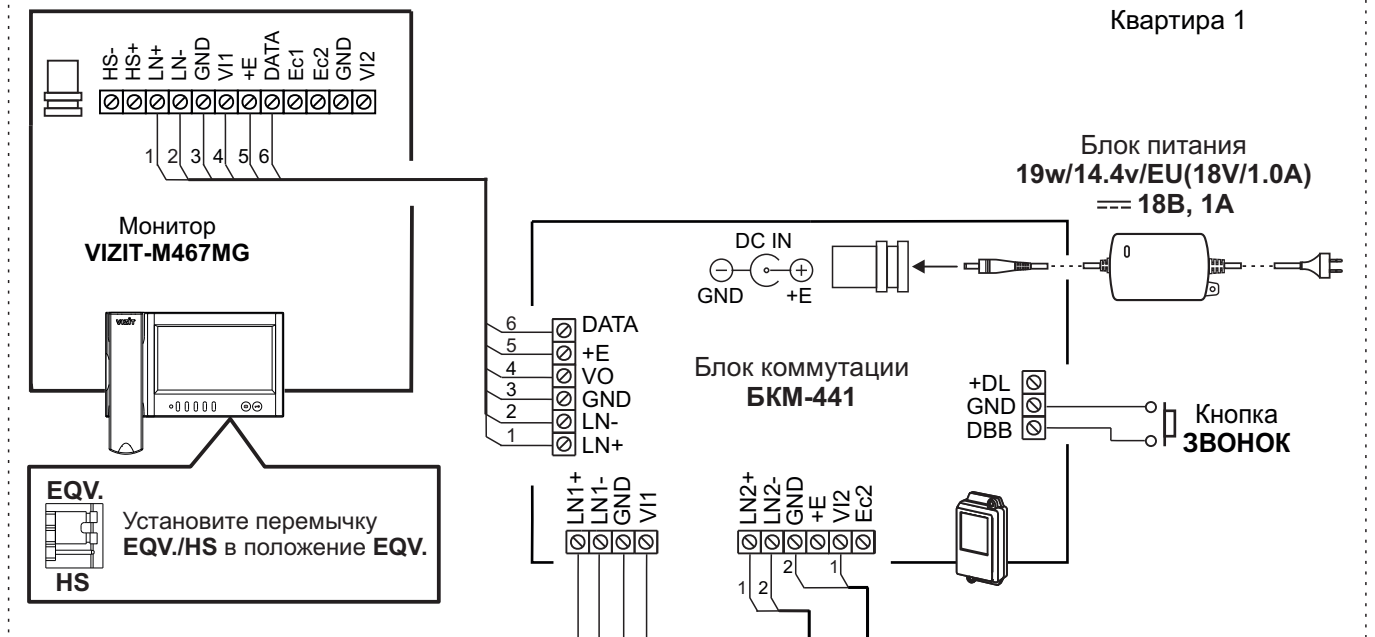 Квартира 1
HS-
HS+
LN+
LN-
GND
VI1
+E
DATA
Ec1
Ec2
GND
VI2
1 2 3 4 5 6
Монитор
VIZIT-M467MG
VIZIT
Блок питания
19w/14.4v/EU(18V/1.0A)
18В, 1А
DC IN
GND +E
6 DATA
5 +E
4 VO
3 GND
2 LN-
1 LN+
Блок коммутации
БКМ-441
+DL
GND
DBB
Кнопка
ЗВОНОК
EQV.
HS
Установите перемычку
EQV./HS в положение EQV.
LN1+
LN1-
GND
VI1
LN2+
LN2-
GND
+E
VI2
Ec2
1 2 2 1